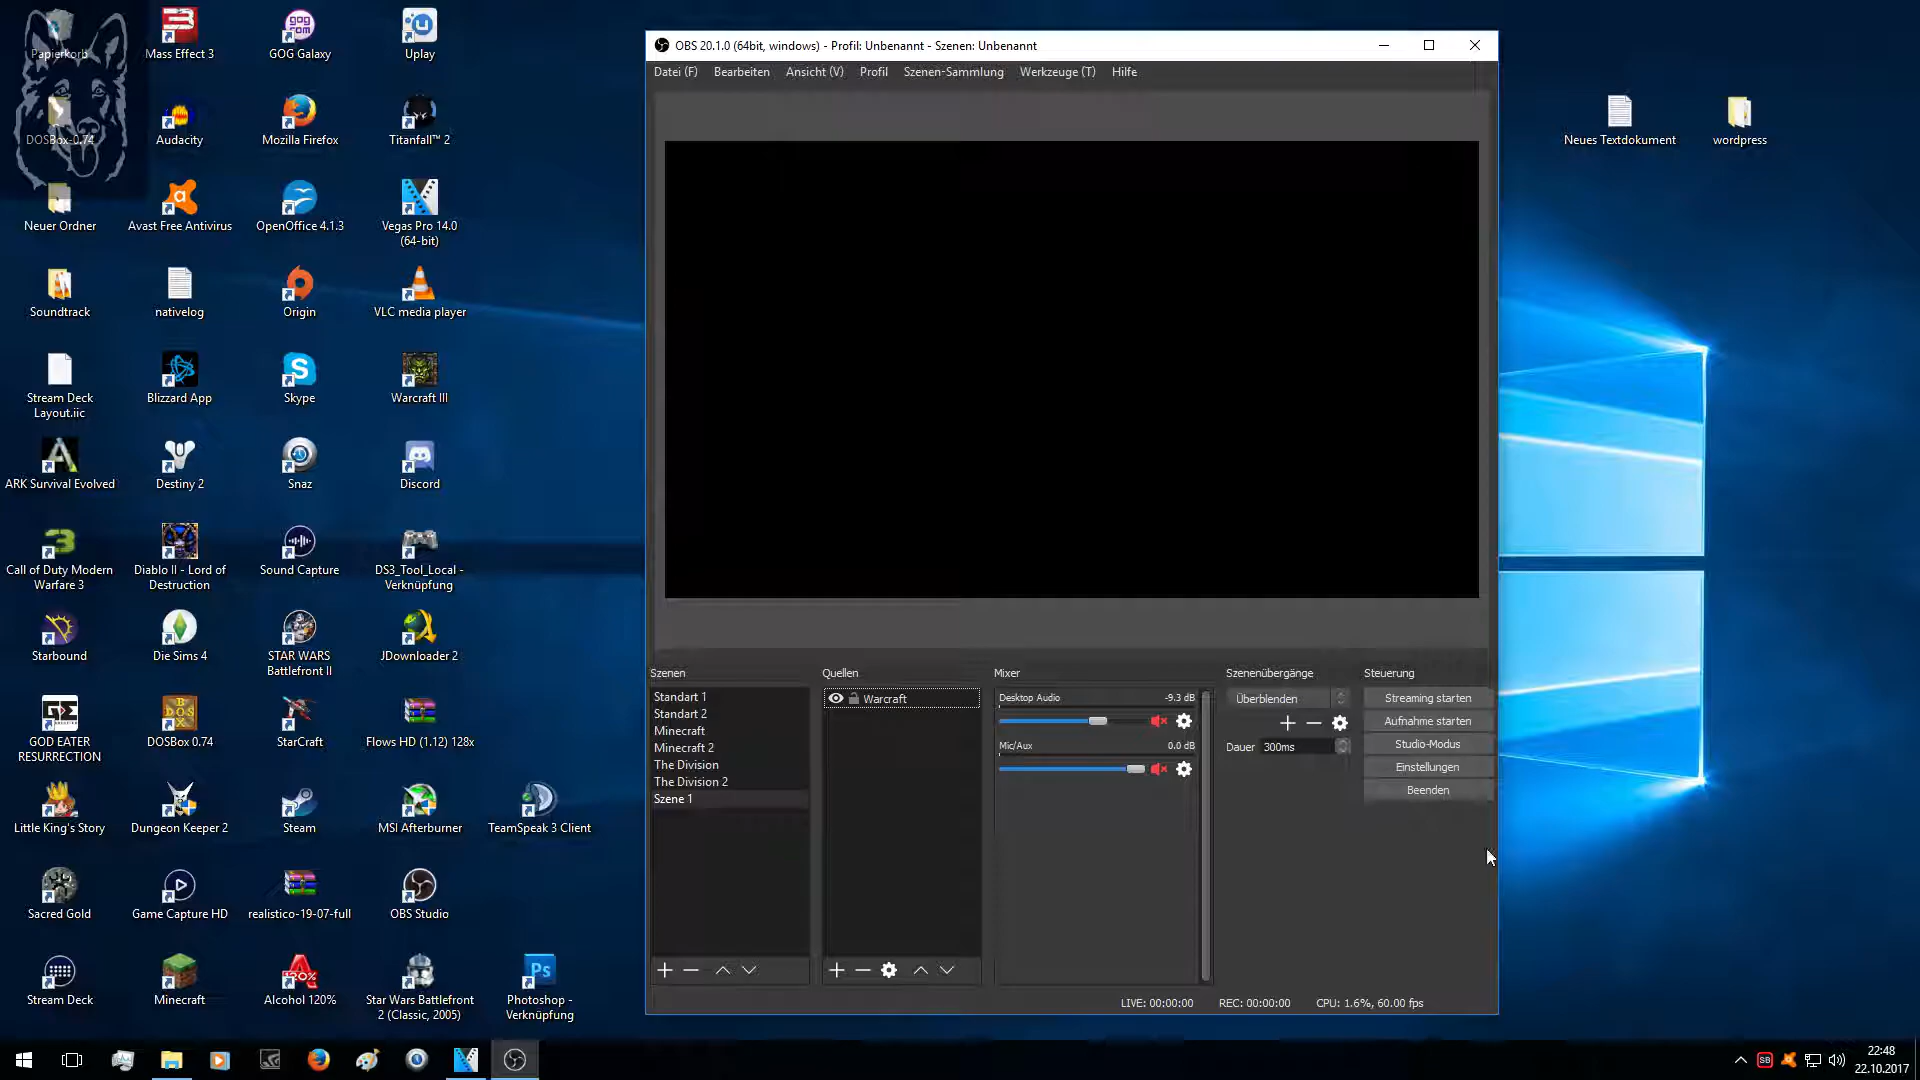 Papierkorb
Mass Effect 3
GOG Galaxy
Uplay
DOSBox-0.74
Audacity
Mozilla Firefox
Titanfall™ 2
Neuer Ordner
Avast Free Antivirus
OpenOffice 4.1.3
Vegas Pro 14.0
(64-bit)
Soundtrack
nativelog
Origin
VLC media player
Stream Deck
Layout.iic
Blizzard App
Skype
Warcraft III
ARK Survival Evolved
Destiny 2
Snaz
Discord
Call of Duty Modern
Warfare 3
Diablo II - Lord of
Destruction
Sound Capture
DS3_Tool_Local -
Verknüpfung
Starbound
Die Sims 4
STAR WARS
Battlefront II
JDownloader 2
GOD EATER
RESURRECTION
DOSBox 0.74
StarCraft
Flows HD (1.12) 128x
Little King's Story
Dungeon Keeper 2
Steam
MSI Afterburner
TeamSpeak 3 Client
Sacred Gold
Game Capture HD
realistico-19-07-full
OBS Studio
Stream Deck
Minecraft
Alcohol 120%
Star Wars Battlefront
2 (Classic, 2005)
Photoshop -
Verknüpfung
OBS 20.1.0 (64bit, windows) - Profil: Unbenannt - Szenen: Unbenannt
Datei (F) Bearbeiten Ansicht (V) Profil Szenen-Sammlung Werkzeuge (T) Hilfe
Szenen
Standart 1
Standart 2
Minecraft
Minecraft 2
The Division
The Division 2
Szene 1
Quellen
Warcraft
Mixer
Desktop Audio -9.3 dB
Mic/Aux 0.0 dB
Szenenübergänge
Überblenden
Dauer 300ms
Steuerung
Streaming starten
Aufnahme starten
Studio-Modus
Einstellungen
Beenden
LIVE: 00:00:00 REC: 00:00:00 CPU: 1.6%, 60.00 fps
Neues Textdokument
wordpress
22:48
22.10.2017